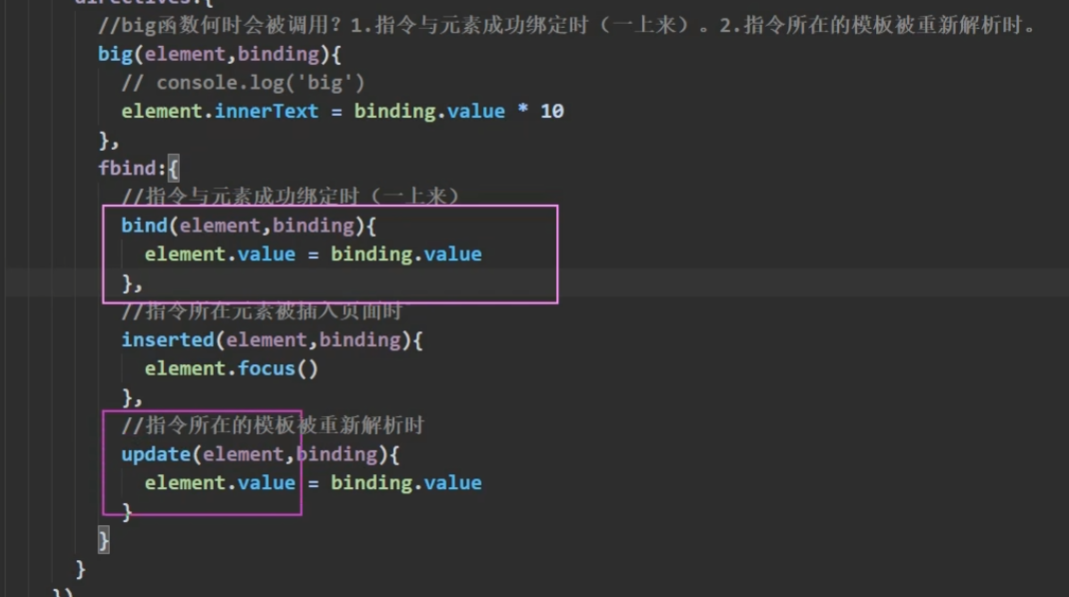 directives:{
//big函数何时会被调用？1.指令与元素成功绑定时（一上来）。2.指令所在的模板被重新解析时。
big(element,binding){
// console.log('big')
element.innerText = binding.value * 10
},
fbind:{
//指令与元素成功绑定时（一上来）
bind(element,binding){
element.value = binding.value
},
//指令所在元素被插入页面时
inserted(element,binding){
element.focus()
},
//指令所在的模板被重新解析时
update(element,binding){
element.value = binding.value
}
}
}
})